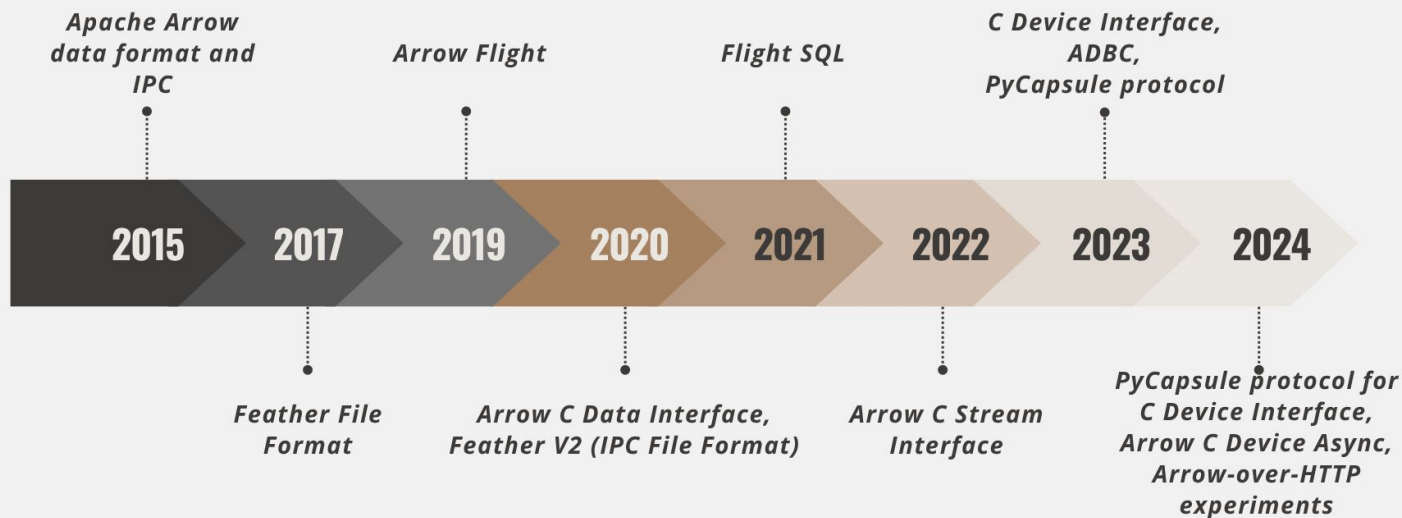 Apache Arrow
data format and
IPC
Arrow Flight
Flight SQL
C Device Interface,
ADBC,
PyCapsule protocol
2015
2017
2019
2020
2021
2022
2023
2024
Feather File
Format
Arrow C Data Interface,
Feather V2 (IPC File Format)
Arrow C Stream
Interface
PyCapsule protocol for
C Device Interface,
Arrow C Device Async,
Arrow-over-HTTP
experiments